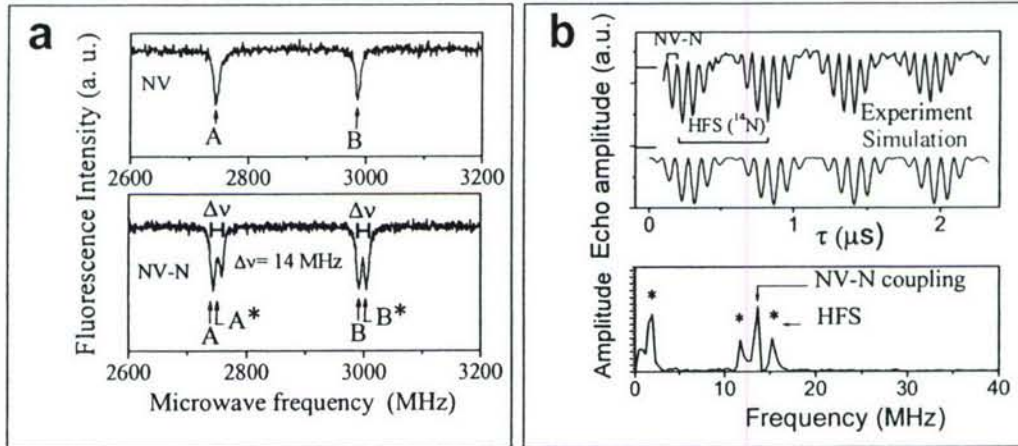 a
Fluorescence Intensity (a. u.)
NV
A
B
2600 2800 3000 3200
Δν
Δν
NV-N
Δν= 14 MHz
A
A*
B
B*
2600 2800 3000 3200
Microwave frequency (MHz)
b
Echo amplitude (a.u.)
NV-N
HFS (¹⁴N)
Experiment
Simulation
0 1 2
τ (μs)
Amplitude
*
*
*
NV-N coupling
HFS
0 10 20 30 40
Frequency (MHz)